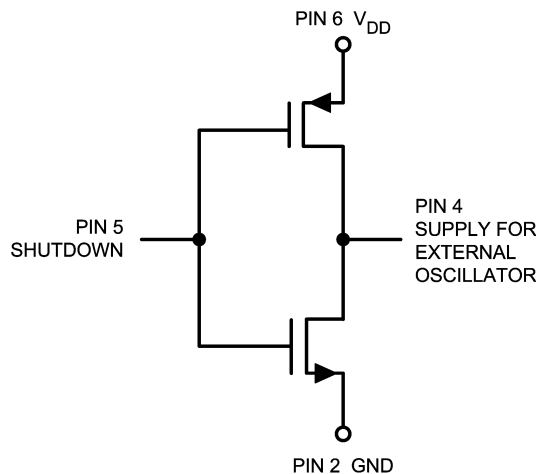 PIN 6 VDD
PIN 5
SHUTDOWN
PIN 4
SUPPLY FOR
EXTERNAL
OSCILLATOR
PIN 2 GND